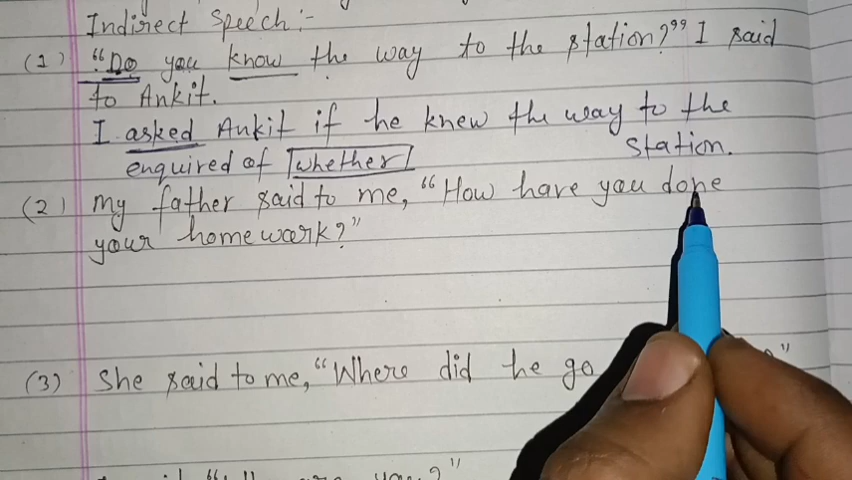 Indirect Speech:-
(1) "Do you know the way to the station?" I said
to Ankit.
I asked Ankit if he knew the way to the
station.
enquired of whether
(2) My father said to me, "How have you done
your homework?"
(3) She said to me, "Where did he go
you?"